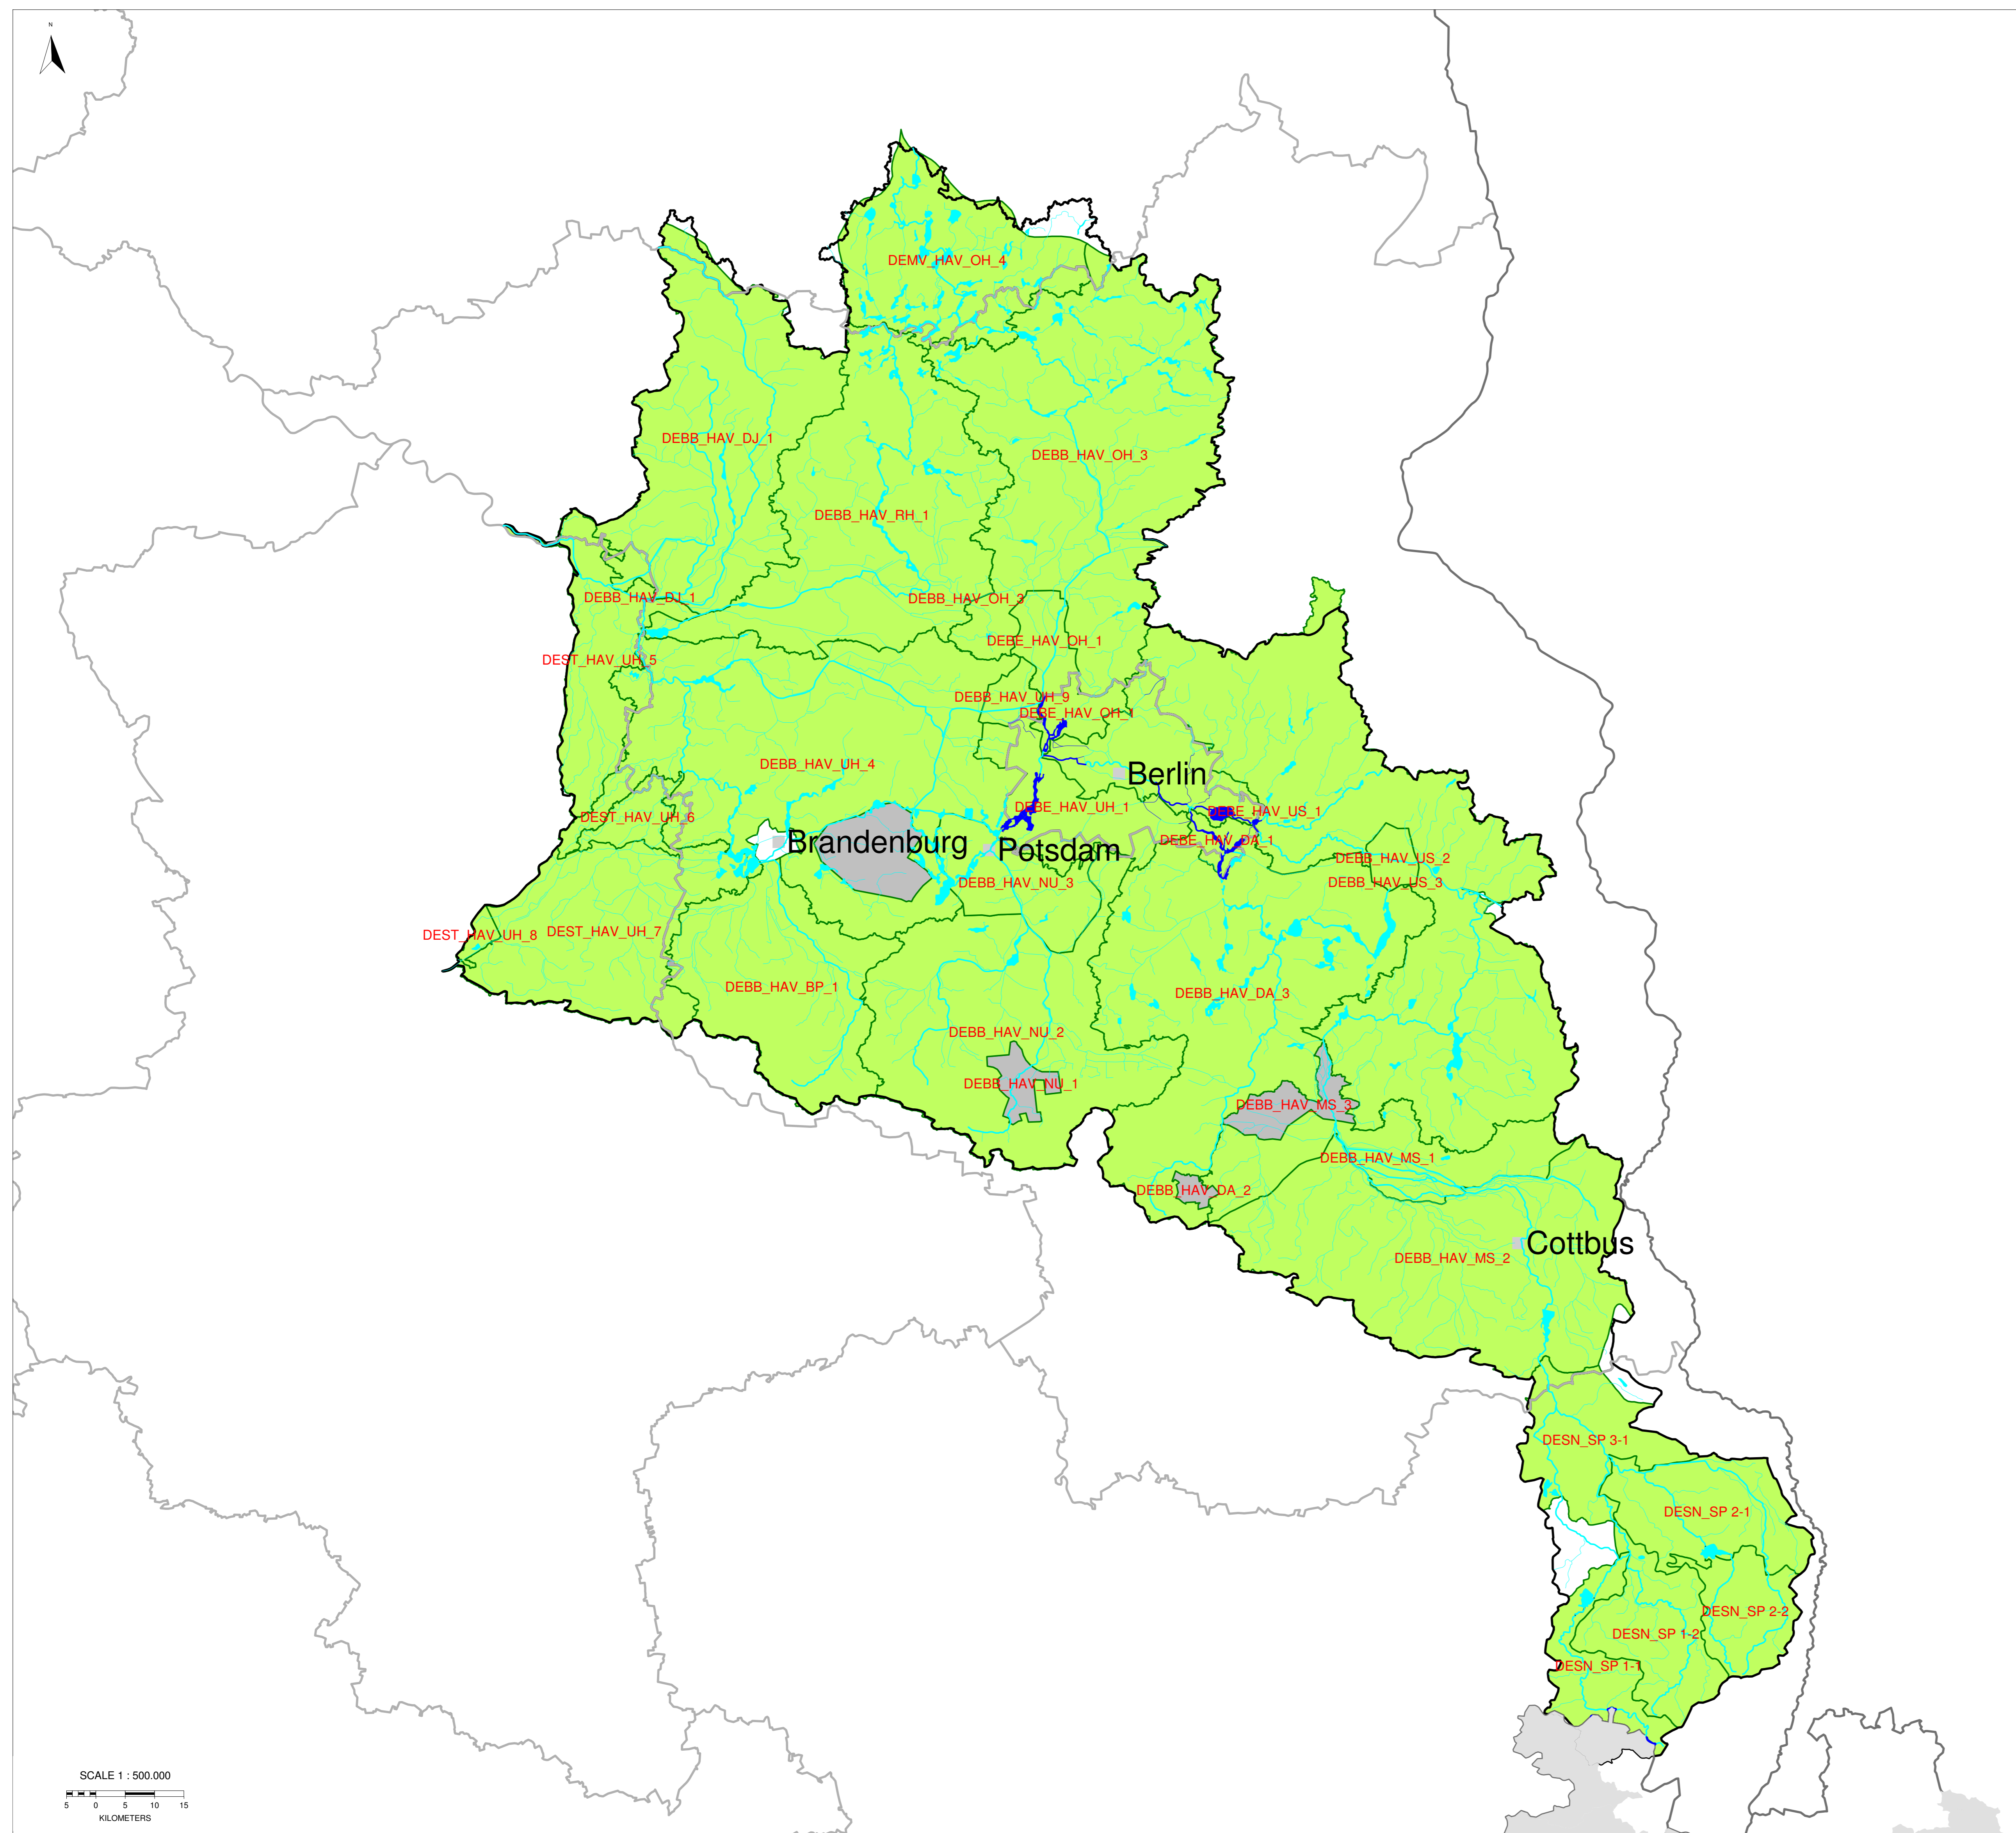 N
DEMV_HAV_OH_4
DEBB_HAV_DJ_1
DEBB_HAV_OH_3
DEBB_HAV_RH_1
DEBB_HAV_DJ_1
DEBB_HAV_OH_3
DEBE_HAV_OH_1
DEST_HAV_UH_5
DEBB_HAV_UH_9
DEBE_HAV_OH_1
DEBB_HAV_UH_4
Berlin
DEBE_HAV_UH_1
DEBE_HAV_US_1
DEST_HAV_UH_6
Brandenburg
Potsdam
DEBE_HAV_DA_1
DEBB_HAV_US_2
DEBB_HAV_NU_3
DEBB_HAV_US_3
DEST_HAV_UH_8
DEST_HAV_UH_7
DEBB_HAV_BP_1
DEBB_HAV_DA_3
DEBB_HAV_NU_2
DEBB_HAV_NU_1
DEBB_HAV_MS_3
DEBB_HAV_MS_1
DEBB_HAV_DA_2
Cottbus
DEBB_HAV_MS_2
DESN_SP 3-1
DESN_SP 2-1
DESN_SP 2-2
DESN_SP 1-2
DESN_SP 1-1
SCALE 1 : 500.000
5 0 5 10 15
KILOMETERS